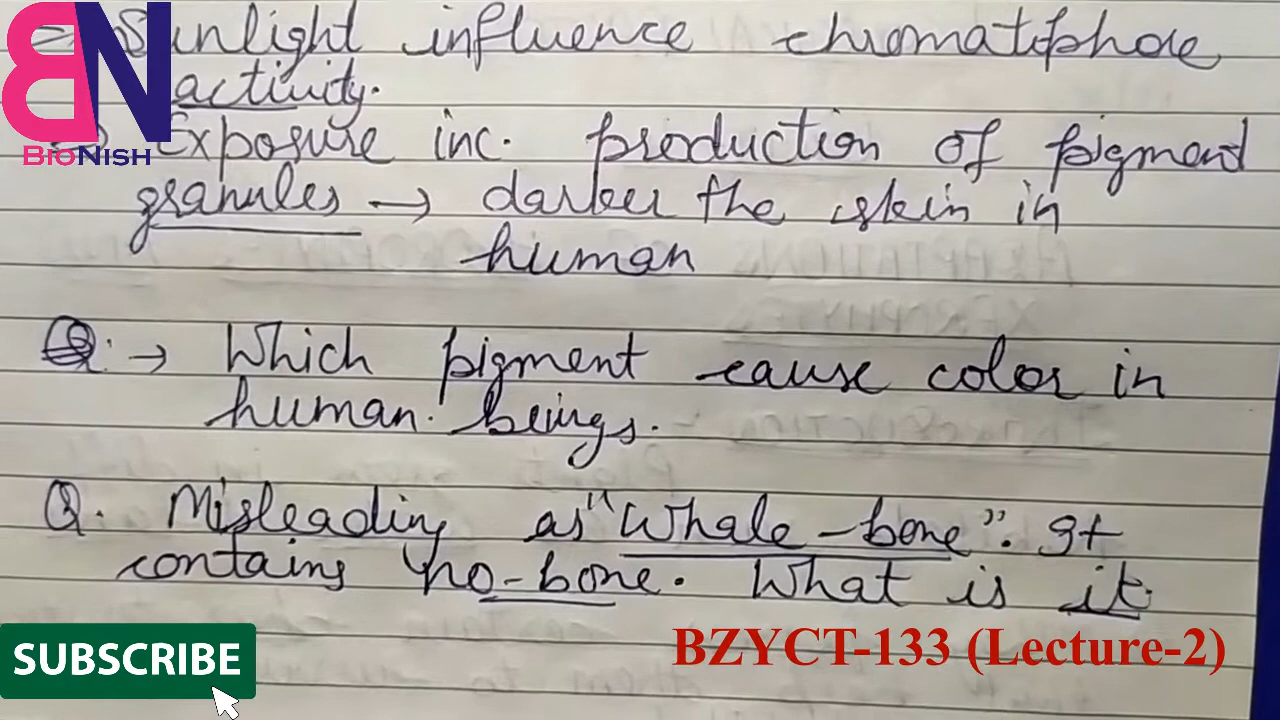 Sunlight influence chromatophore
activity.
BN
BIONISH
→ Exposure inc. production of pigment
granules → darker the skin in
human
Q. → Which pigment cause color in
human beings.
Q. Misleading as "Whale-bone". It
contains no-bone. What is it.
SUBSCRIBE
BZYCT-133 (Lecture-2)